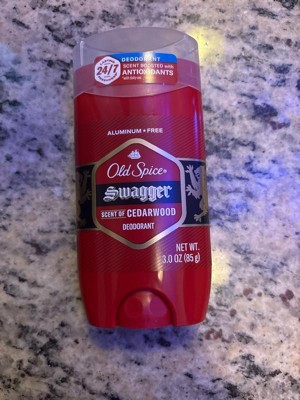 24/7
DEODORANT
SCENT BOOSTED with
ANTIOXIDANTS
ALUMINUM FREE
Old Spice
Swagger
SCENT OF CEDARWOOD
DEODORANT
NET WT.
3.0 OZ (85 g)